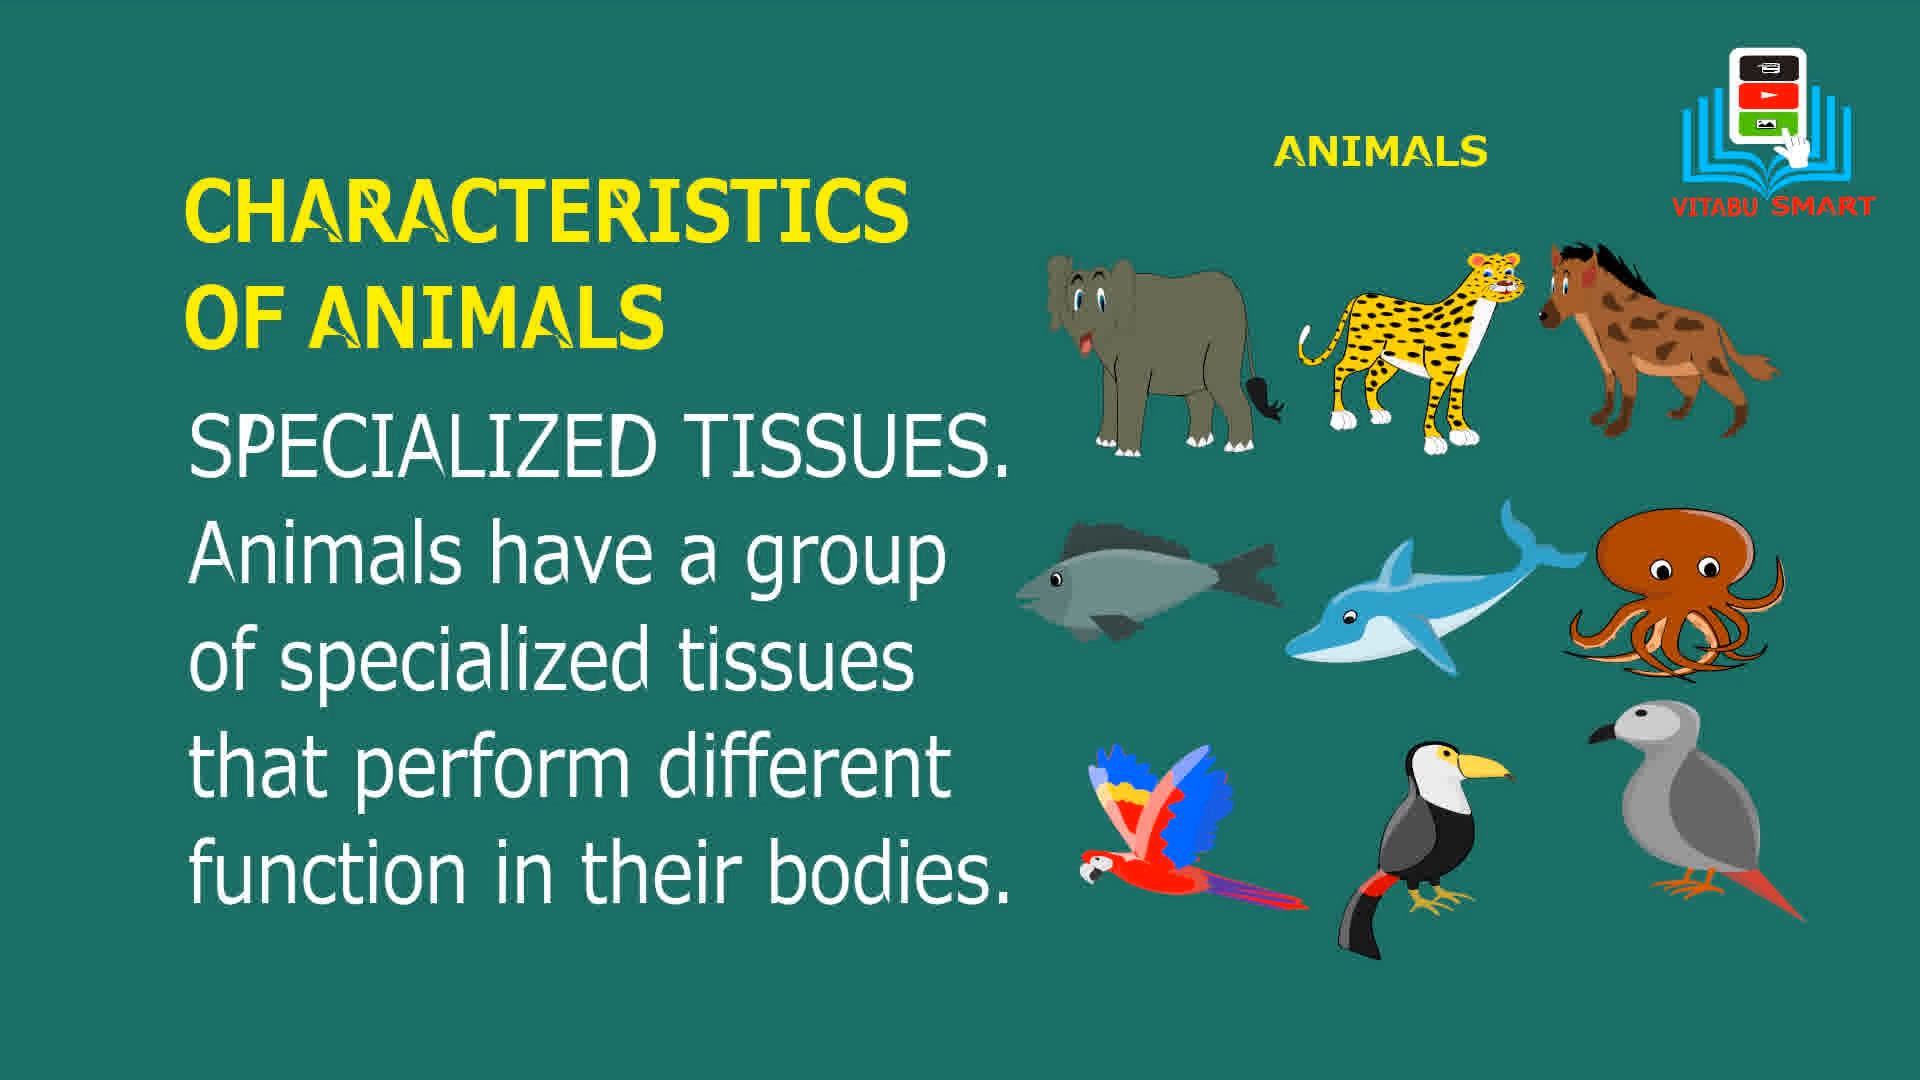 CHARACTERISTICS
OF ANIMALS
SPECIALIZED TISSUES.
Animals have a group
of specialized tissues
that perform different
function in their bodies.
ANIMALS
VITABU SMART